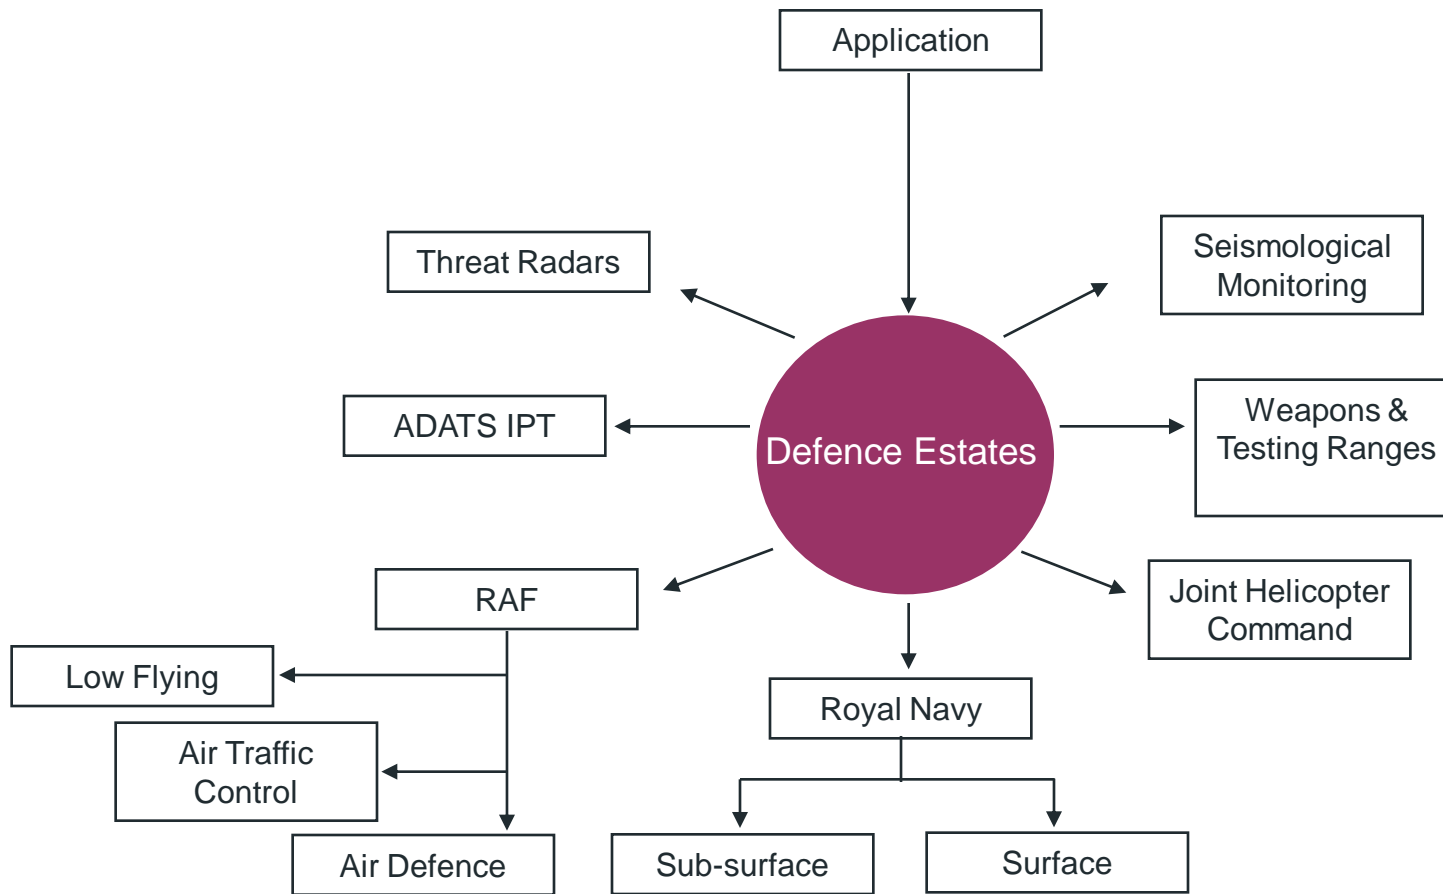 Application
Threat Radars
Seismological
Monitoring
ADATS IPT
Defence Estates
Weapons &
Testing Ranges
RAF
Joint Helicopter
Command
Low Flying
Royal Navy
Air Traffic
Control
Air Defence
Sub-surface
Surface